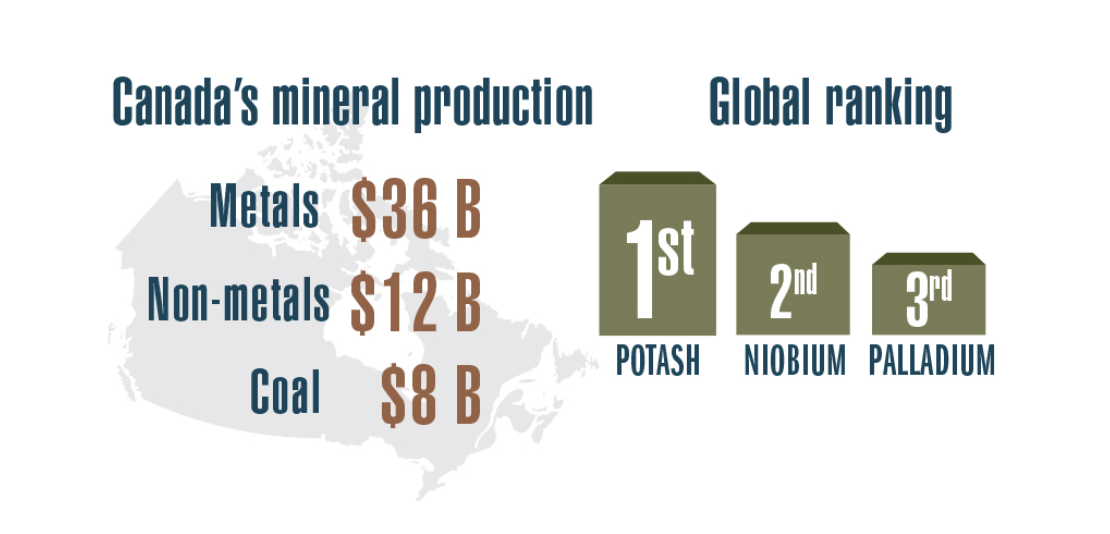 Canada's mineral production
Metals $36 B
Non-metals $12 B
Coal $8 B
Global ranking
1st
POTASH
2nd
NIOBIUM
3rd
PALLADIUM